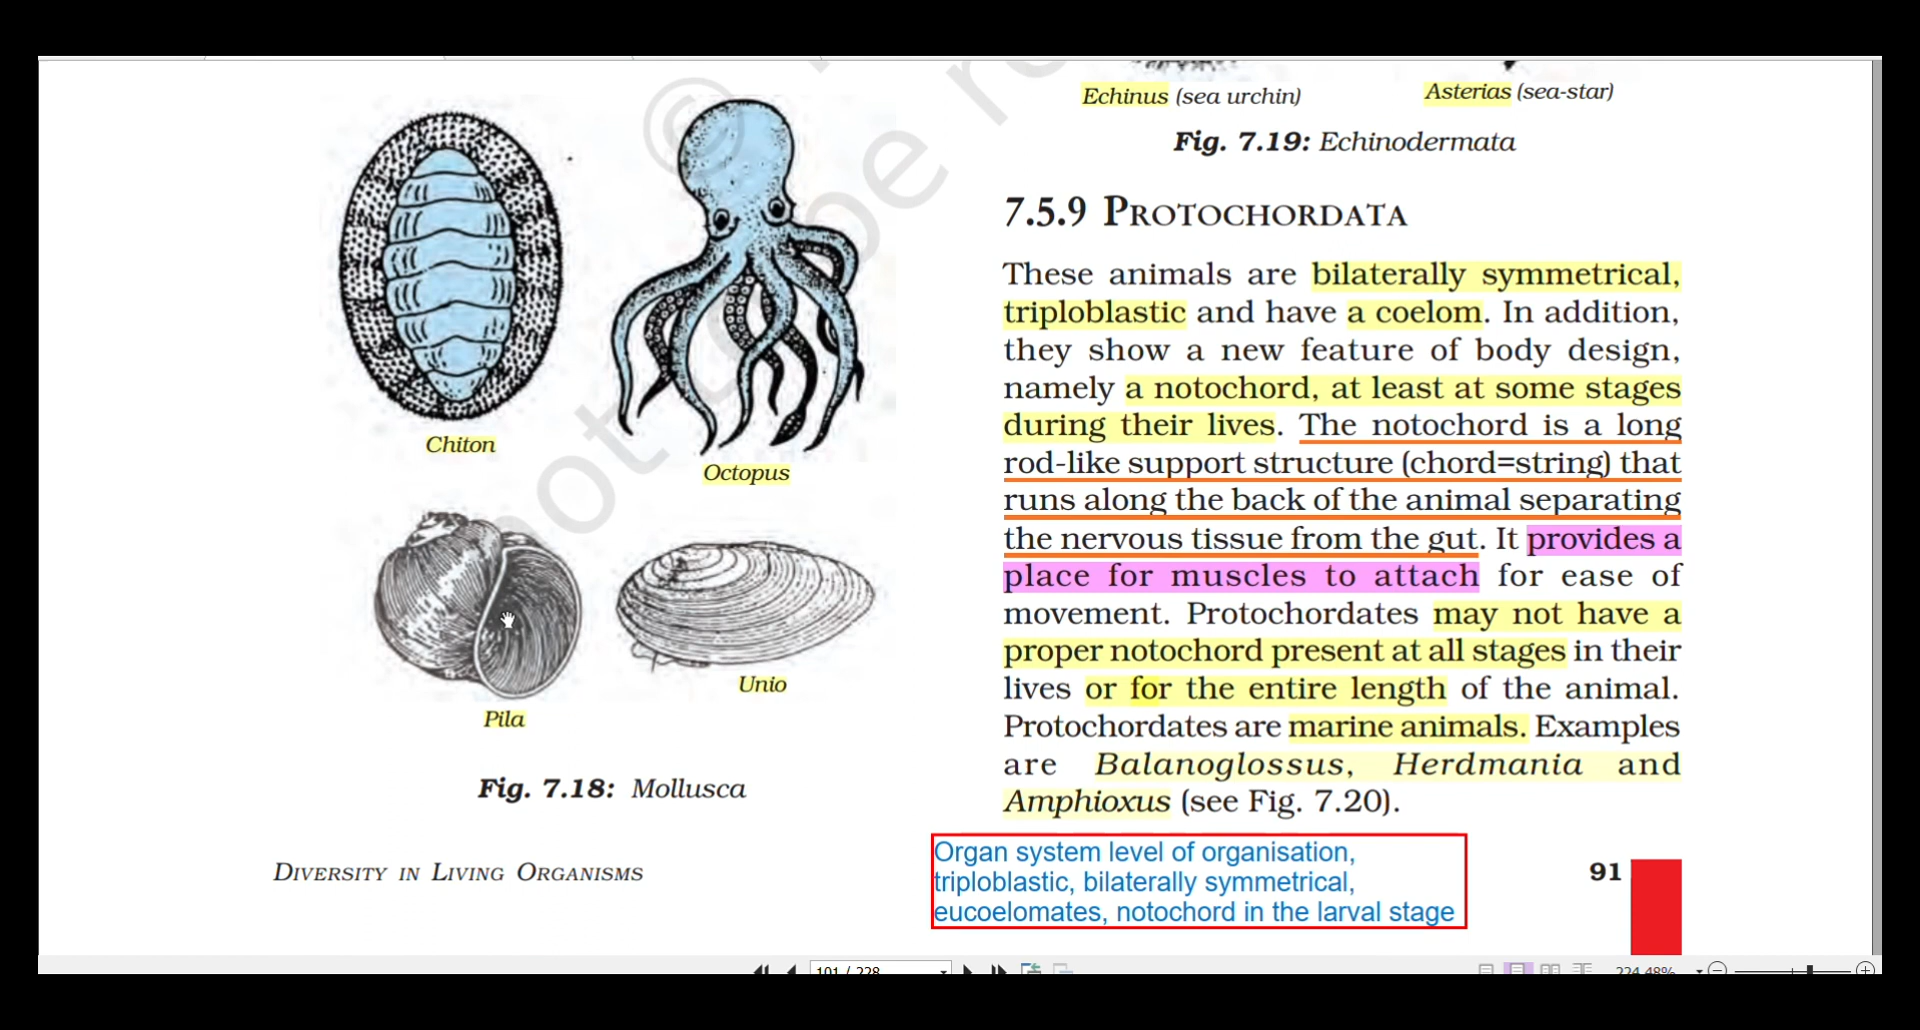 Echinus (sea urchin)
Asterias (sea-star)
Fig. 7.19: Echinodermata
Chiton
Octopus
Pila
Unio
Fig. 7.18: Mollusca
7.5.9 PROTOCHORDATA
These animals are bilaterally symmetrical,
triploblastic and have a coelom. In addition,
they show a new feature of body design,
namely a notochord, at least at some stages
during their lives. The notochord is a long
rod-like support structure (chord=string) that
runs along the back of the animal separating
the nervous tissue from the gut. It provides a
place for muscles to attach for ease of
movement. Protochordates may not have a
proper notochord present at all stages in their
lives or for the entire length of the animal.
Protochordates are marine animals. Examples
are Balanoglossus, Herdmania and
Amphioxus (see Fig. 7.20).
Organ system level of organisation,
triploblastic, bilaterally symmetrical,
eucoelomates, notochord in the larval stage
DIVERSITY IN LIVING ORGANISMS
91
101 / 228
224.48%
© not be